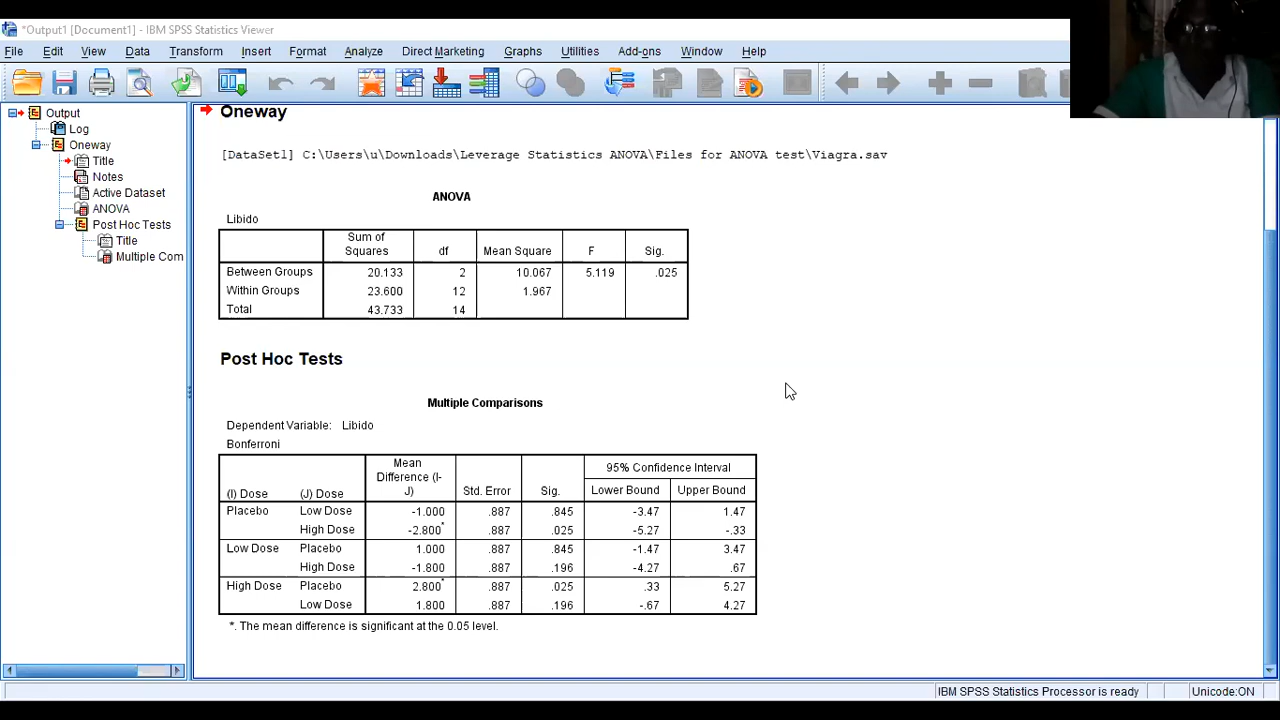 *Output1 [Document1] - IBM SPSS Statistics Viewer
File Edit View Data Transform Insert Format Analyze Direct Marketing Graphs Utilities Add-ons Window Help
Output
Log
Oneway
Title
Notes
Active Dataset
ANOVA
Post Hoc Tests
Title
Multiple Com
Oneway
[DataSet1] C:\Users\u\Downloads\Leverage Statistics ANOVA\Files for ANOVA test\Viagra.sav
ANOVA
Libido
Sum of Squares df Mean Square F Sig.
Between Groups 20.133 2 10.067 5.119 .025
Within Groups 23.600 12 1.967
Total 43.733 14
Post Hoc Tests
Multiple Comparisons
Dependent Variable: Libido
Bonferroni
95% Confidence Interval
(I) Dose (J) Dose Mean Difference (I-J) Std. Error Sig. Lower Bound Upper Bound
Placebo Low Dose -1.000 .887 .845 -3.47 1.47
High Dose -2.800* .887 .025 -5.27 -.33
Low Dose Placebo 1.000 .887 .845 -1.47 3.47
High Dose -1.800 .887 .196 -4.27 .67
High Dose Placebo 2.800* .887 .025 .33 5.27
Low Dose 1.800 .887 .196 -.67 4.27
*. The mean difference is significant at the 0.05 level.
IBM SPSS Statistics Processor is ready Unicode:ON